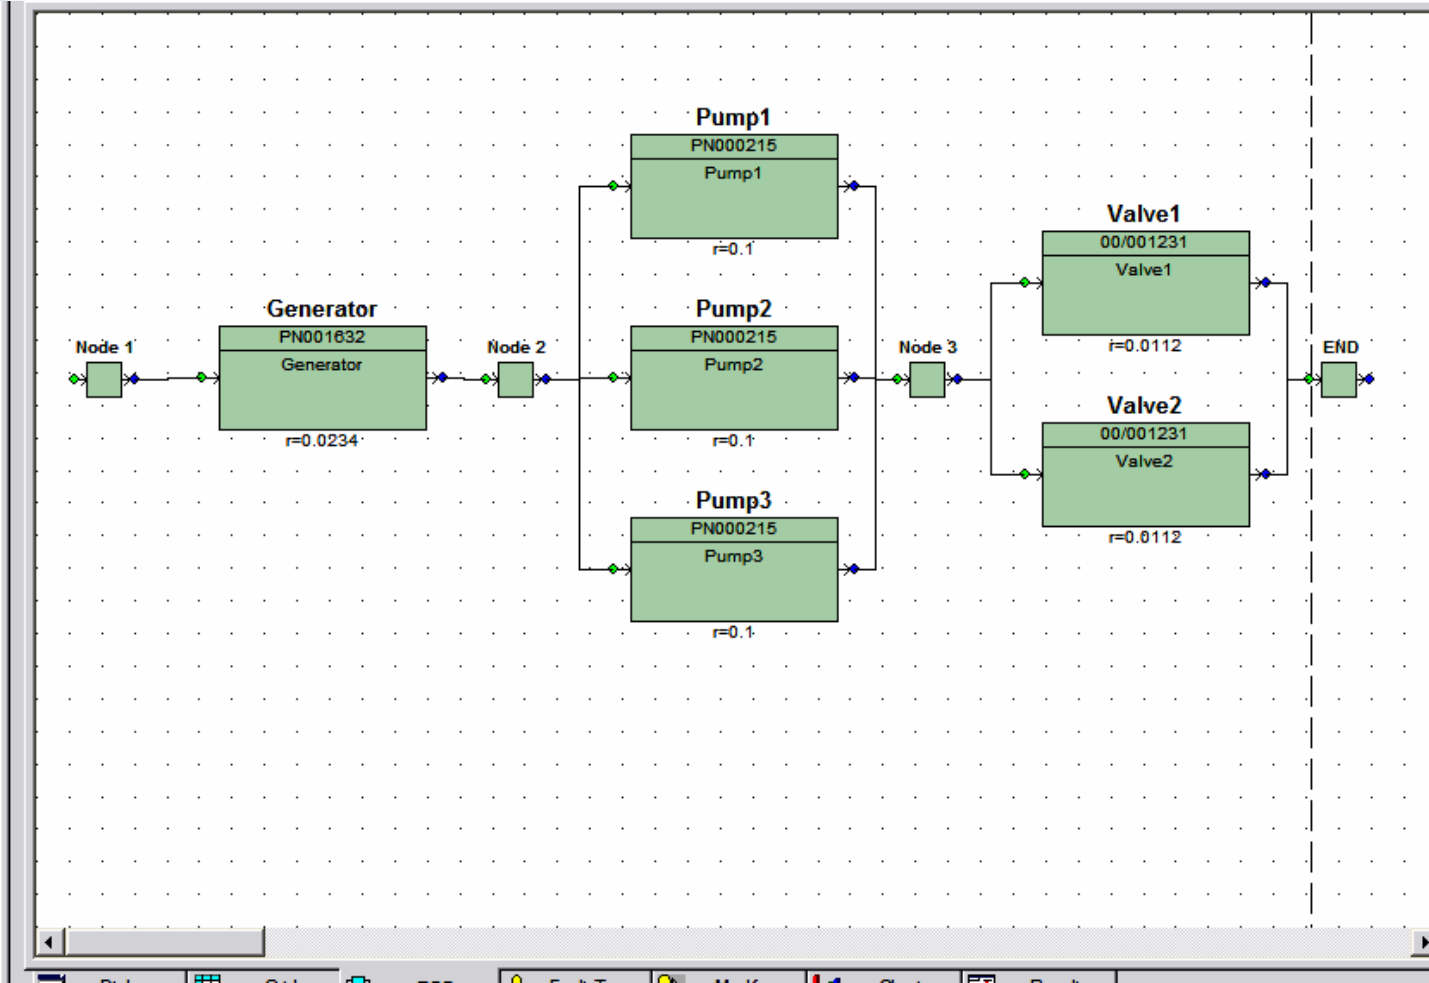 Pump1
PN000215
Pump1
r=0.1
Valve1
00/001231
Valve1
r=0.0112
Generator
PN001632
Generator
r=0.0234
Pump2
PN000215
Pump2
r=0.1
Node 1
Node 2
Node 3
END
Valve2
00/001231
Valve2
r=0.0112
Pump3
PN000215
Pump3
r=0.1